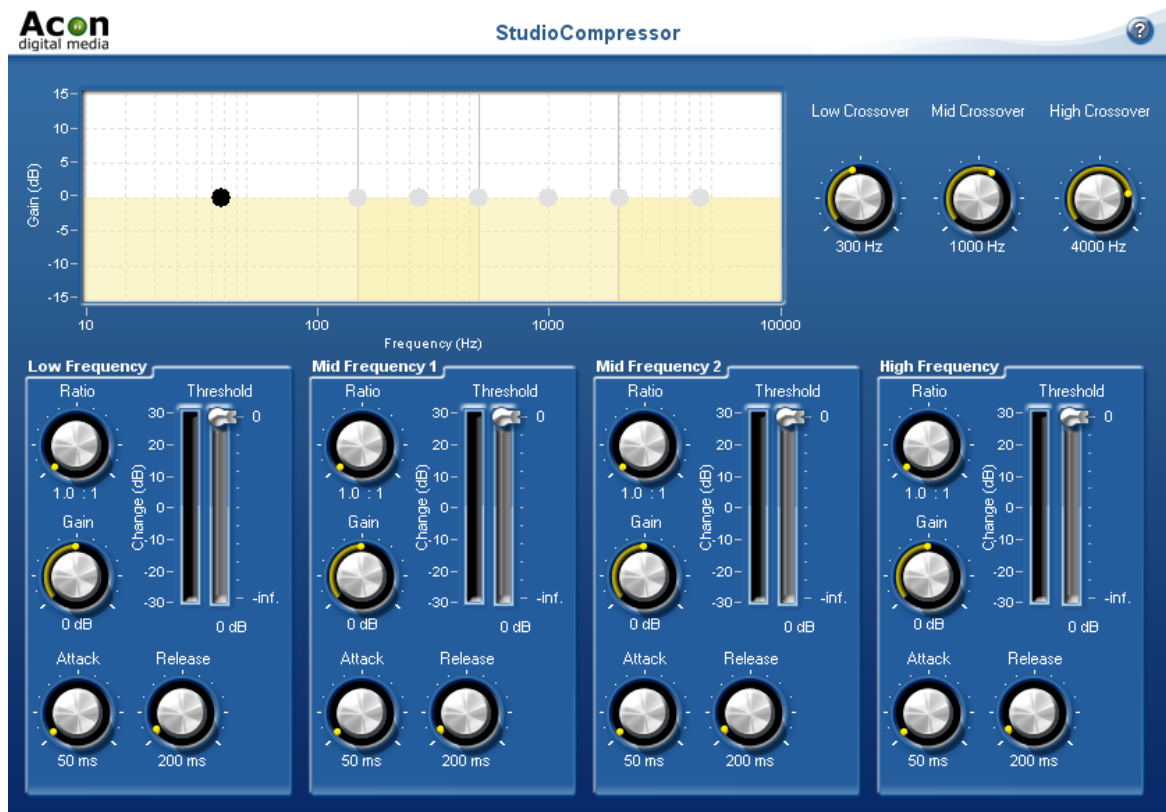 Acon
digital media
StudioCompressor
?
15
10
5
0
-5
-10
-15
Gain (dB)
10
100
1000
10000
Frequency (Hz)
Low Crossover
Mid Crossover
High Crossover
300 Hz
1000 Hz
4000 Hz
Low Frequency
Ratio
Threshold
1.0 : 1
Gain
0 dB
30
20
10
0
-10
-20
-30
Change (dB)
0
-inf.
0 dB
Attack
Release
50 ms
200 ms
Mid Frequency 1
Ratio
Threshold
1.0 : 1
Gain
0 dB
30
20
10
0
-10
-20
-30
Change (dB)
0
-inf.
0 dB
Attack
Release
50 ms
200 ms
Mid Frequency 2
Ratio
Threshold
1.0 : 1
Gain
0 dB
30
20
10
0
-10
-20
-30
Change (dB)
0
-inf.
0 dB
Attack
Release
50 ms
200 ms
High Frequency
Ratio
Threshold
1.0 : 1
Gain
0 dB
30
20
10
0
-10
-20
-30
Change (dB)
0
-inf.
0 dB
Attack
Release
50 ms
200 ms